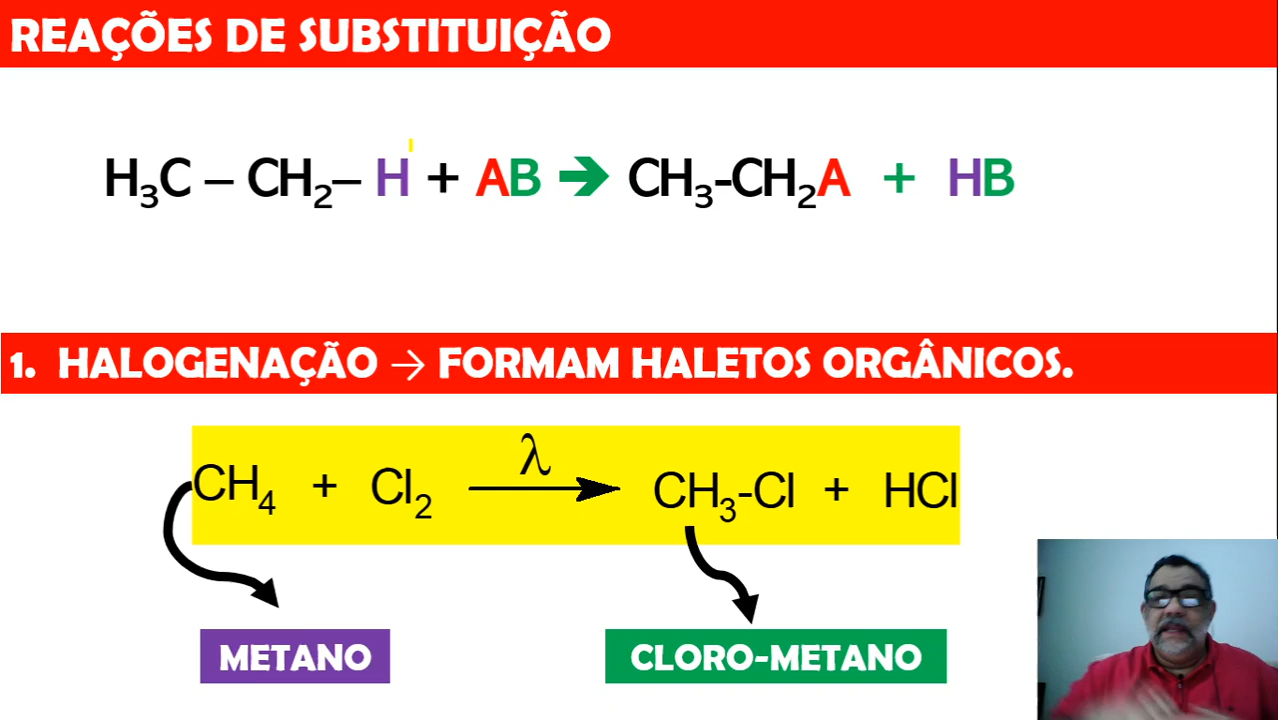 REAÇÕES DE SUBSTITUIÇÃO
H₃C – CH₂– H + AB ➔ CH₃-CH₂A + HB
1. HALOGENAÇÃO → FORMAM HALETOS ORGÂNICOS.
λ
CH₄ + Cl₂ → CH₃-Cl + HCl
METANO CLORO-METANO